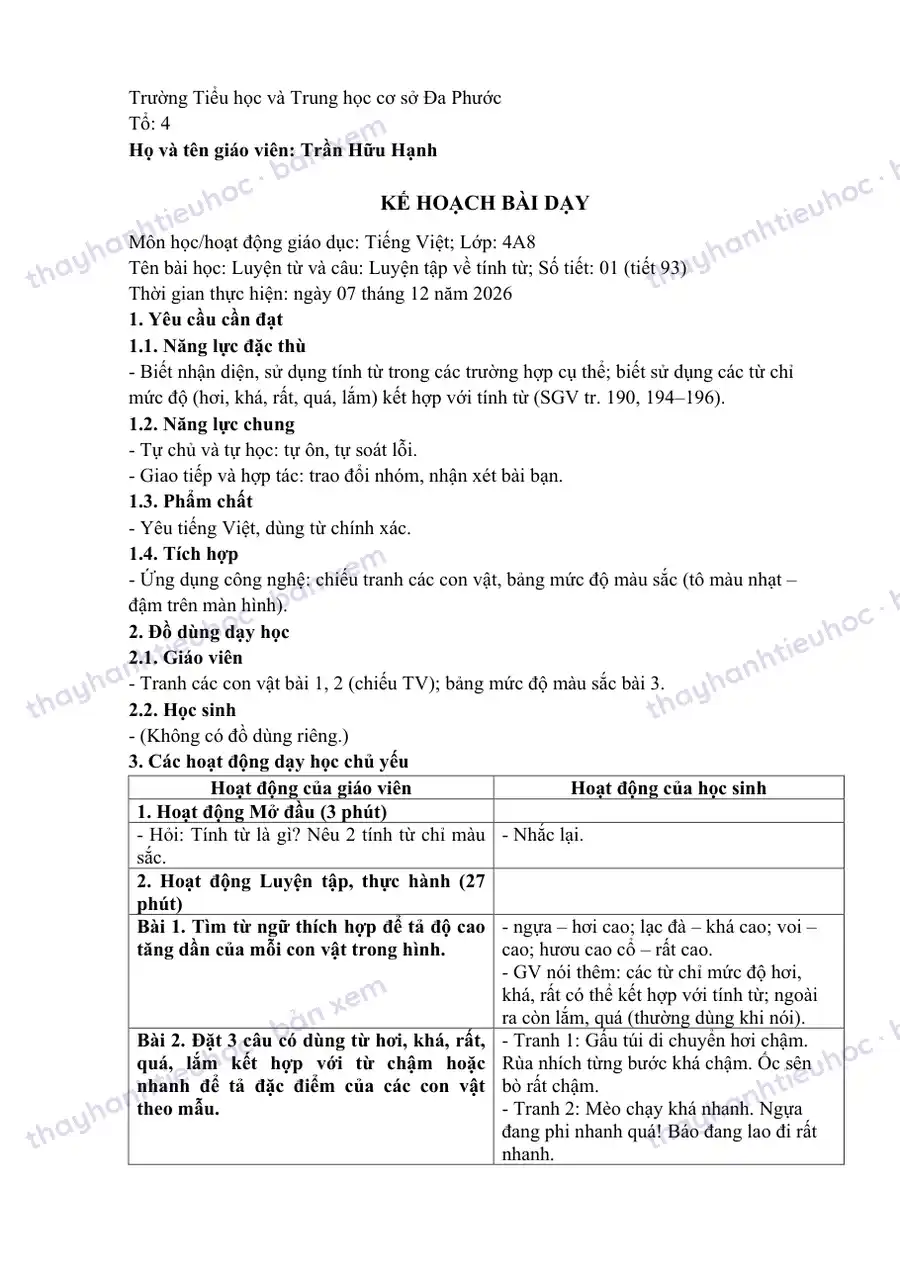 Trường Tiểu học và Trung học cơ sở Đa Phước
Tổ: 4
Họ và tên giáo viên: Trần Hữu Hạnh
KẾ HOẠCH BÀI DẠY
Môn học/hoạt động giáo dục: Tiếng Việt; Lớp: 4A8
Tên bài học: Luyện từ và câu: Luyện tập về tính từ; Số tiết: 01 (tiết 93)
Thời gian thực hiện: ngày 07 tháng 12 năm 2026
1. Yêu cầu cần đạt
1.1. Năng lực đặc thù
- Biết nhận diện, sử dụng tính từ trong các trường hợp cụ thể; biết sử dụng các từ chỉ
mức độ (hơi, khá, rất, quá, lắm) kết hợp với tính từ (SGV tr. 190, 194–196).
1.2. Năng lực chung
- Tự chủ và tự học: tự ôn, tự soát lỗi.
- Giao tiếp và hợp tác: trao đổi nhóm, nhận xét bài bạn.
1.3. Phẩm chất
- Yêu tiếng Việt, dùng từ chính xác.
1.4. Tích hợp
- Ứng dụng công nghệ: chiếu tranh các con vật, bảng mức độ màu sắc (tô màu nhạt –
đậm trên màn hình).
2. Đồ dùng dạy học
2.1. Giáo viên
- Tranh các con vật bài 1, 2 (chiếu TV); bảng mức độ màu sắc bài 3.
2.2. Học sinh
- (Không có đồ dùng riêng.)
3. Các hoạt động dạy học chủ yếu
Hoạt động của giáo viên
Hoạt động của học sinh
1. Hoạt động Mở đầu (3 phút)
- Hỏi: Tính từ là gì? Nêu 2 tính từ chỉ màu
sắc.
- Nhắc lại.
2. Hoạt động Luyện tập, thực hành (27
phút)
Bài 1. Tìm từ ngữ thích hợp để tả độ cao
tăng dần của mỗi con vật trong hình.
- ngựa – hơi cao; lạc đà – khá cao; voi –
cao; hươu cao cổ – rất cao.
- GV nói thêm: các từ chỉ mức độ hơi,
khá, rất có thể kết hợp với tính từ; ngoài
ra còn lắm, quá (thường dùng khi nói).
Bài 2. Đặt 3 câu có dùng từ hơi, khá, rất,
quá, lắm kết hợp với từ chậm hoặc
nhanh để tả đặc điểm của các con vật
theo mẫu.
- Tranh 1: Gấu túi di chuyển hơi chậm.
Rùa nhích từng bước khá chậm. Ốc sên
bò rất chậm.
- Tranh 2: Mèo chạy khá nhanh. Ngựa
đang phi nhanh quá! Báo đang lao đi rất
nhanh.
thayhanhtieuhoc · bản xem
thayhanhtieuhoc · b
thayhanhtieuhoc · bản xem
thayhanhtieuhoc · b
thayhanhtieuhoc · bản xem
thayhanhtieuhoc · b